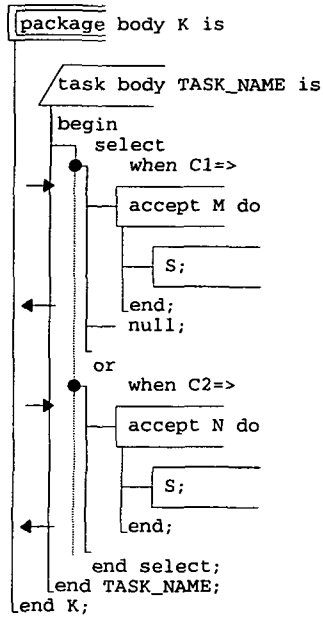 package body K is
task body TASK_NAME is
begin
select
when C1=>
accept M do
S;
end;
null;
or
when C2=>
accept N do
S;
end;
end select;
end TASK_NAME;
end K;